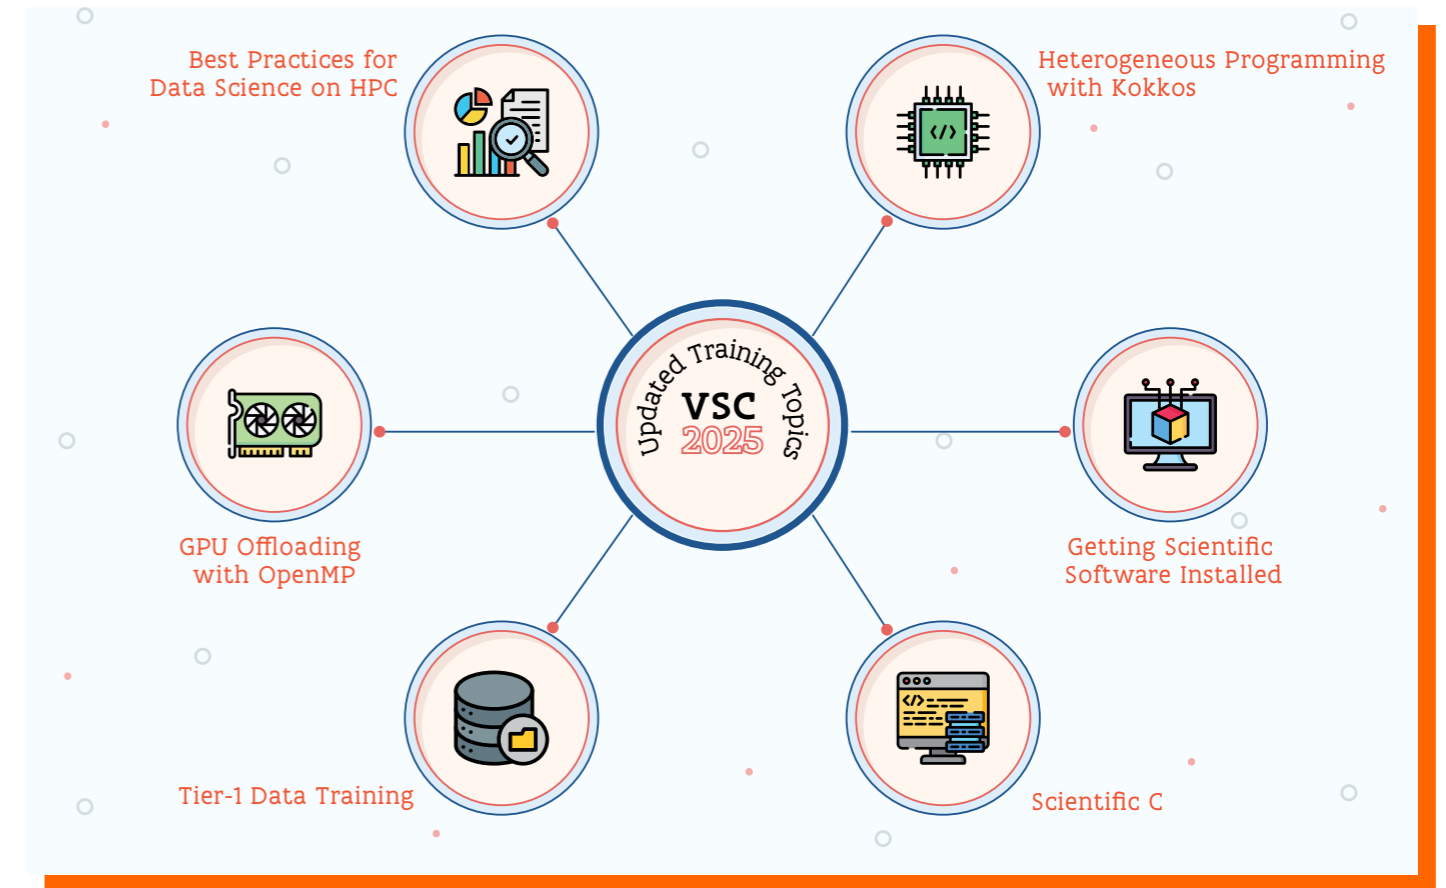 Best Practices for
Data Science on HPC
Heterogeneous Programming
with Kokkos
Updated Training Topics
VSC
2025
GPU Offloading
with OpenMP
Getting Scientific
Software Installed
Tier-1 Data Training
Scientific C